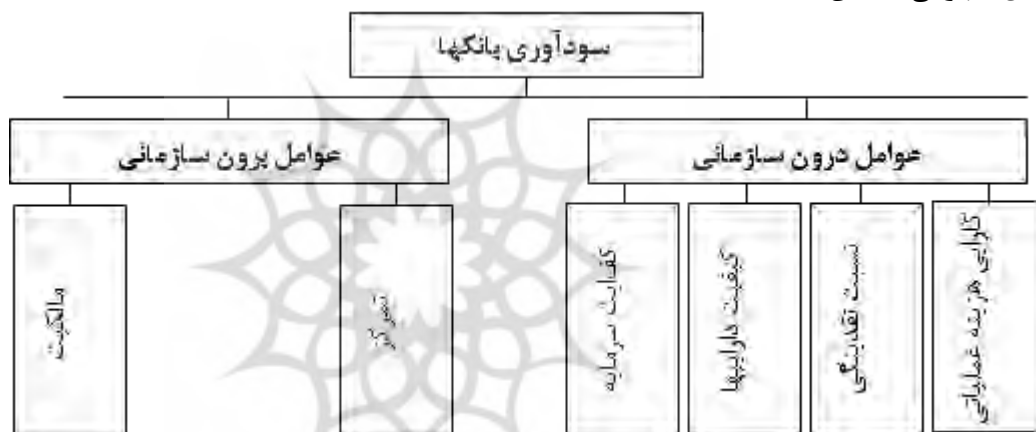 سودآوری بانکها
عوامل درون سازمانی
عوامل برون سازمانی
کارایی هزینه عملیاتی
نسبت نقدینگی
کیفیت داراییها
کفایت سرمایه
تمرکز
مالکیت